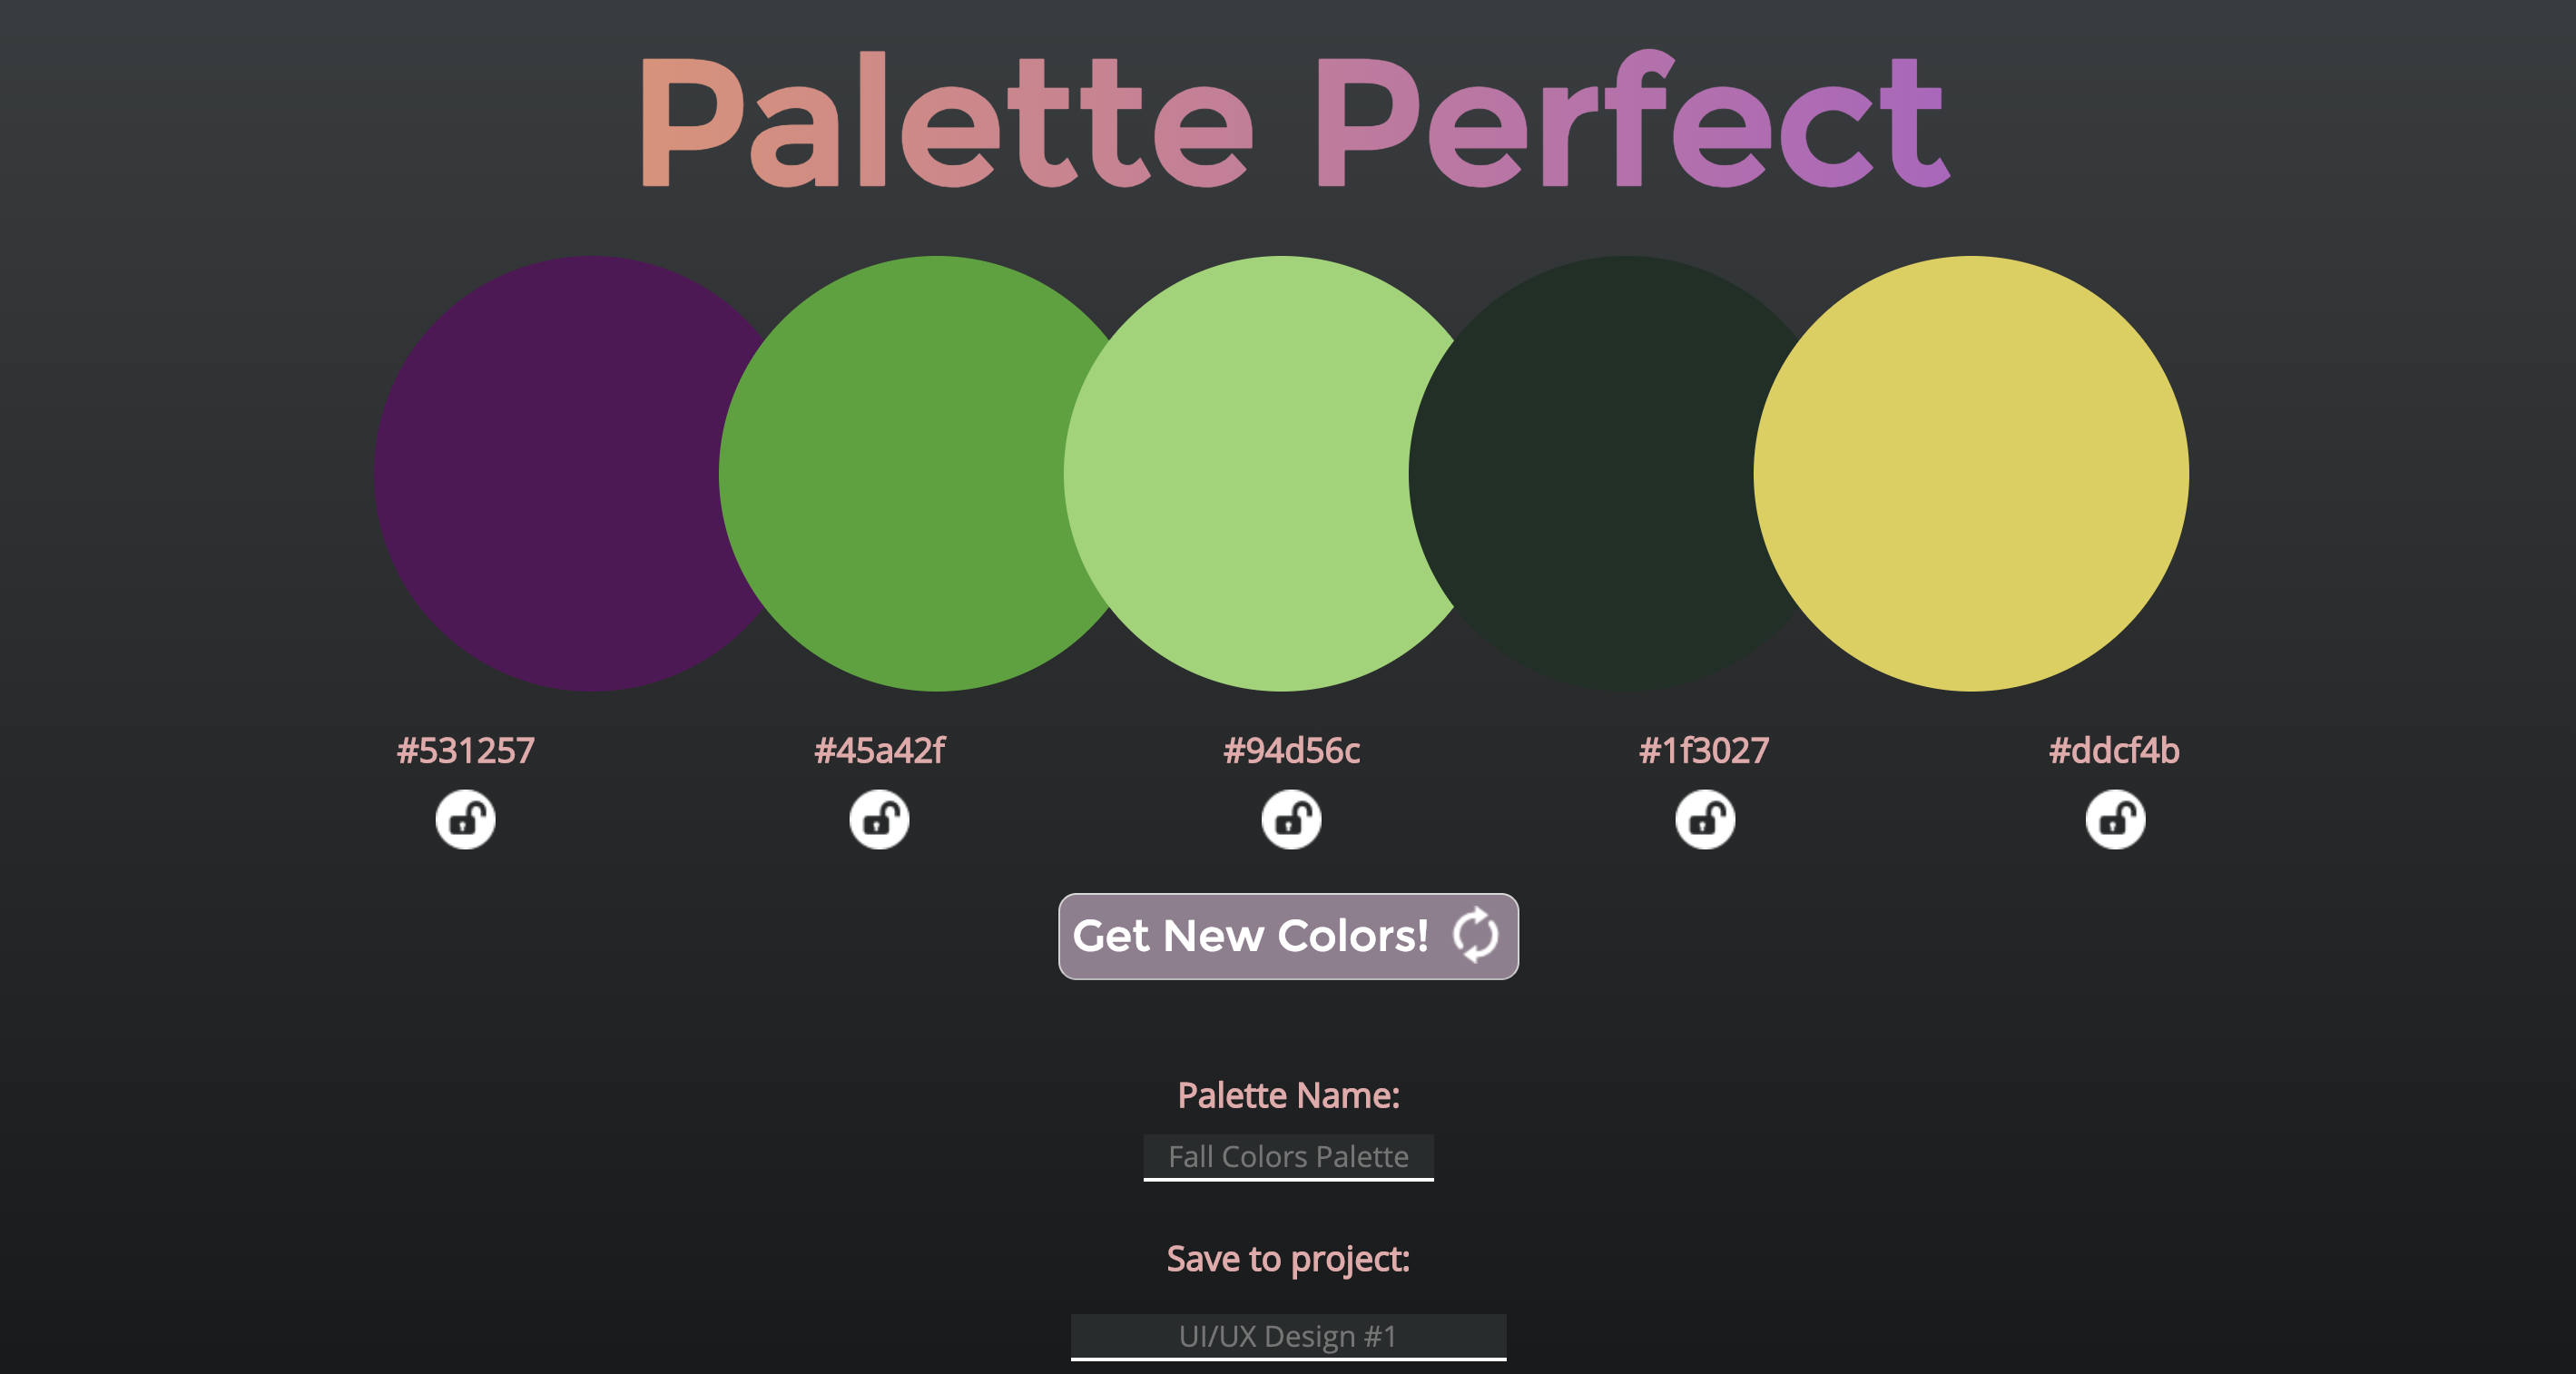 Palette Perfect
#531257
#45a42f
#94d56c
#1f3027
#ddcf4b
Get New Colors!
Palette Name:
Fall Colors Palette
Save to project:
UI/UX Design #1